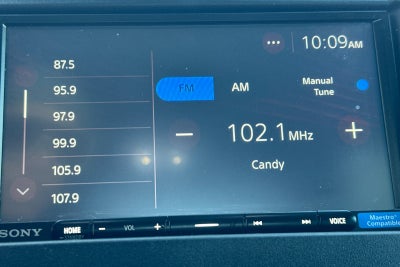 ••• 10:09AM
87.5
95.9
97.9
99.9
105.9
107.9
FM AM Manual
Tune
102.1 MHz
Candy
SONY HOME VOL VOICE Maestro®
Compatible